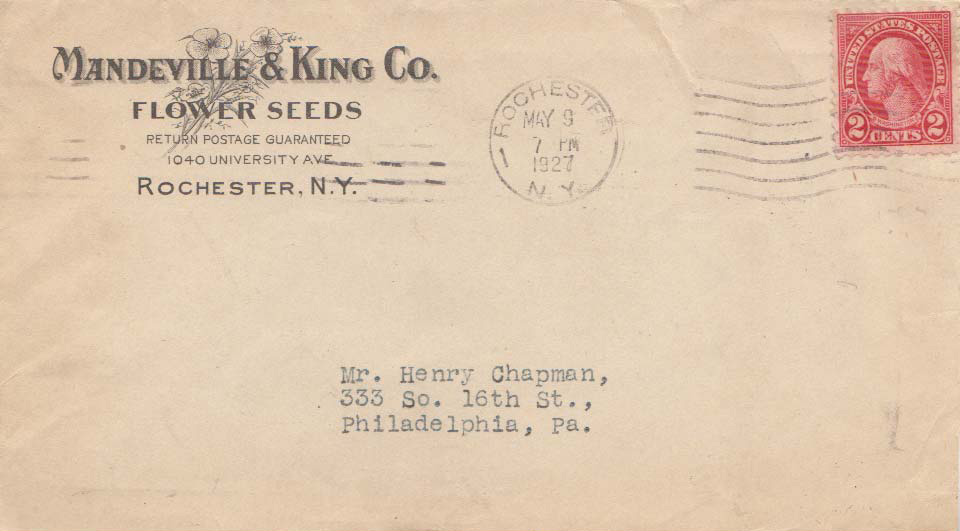 MANDEVILLE & KING CO.
FLOWER SEEDS
RETURN POSTAGE GUARANTEED
1040 UNIVERSITY AVE.
ROCHESTER, N.Y.
ROCHESTER
MAY 9
7 PM
1927
N.Y.
1
UNITED STATES POSTAGE
WASHINGTON
2 CENTS 2
Mr. Henry Chapman,
333 So. 16th St.,
Philadelphia, Pa.